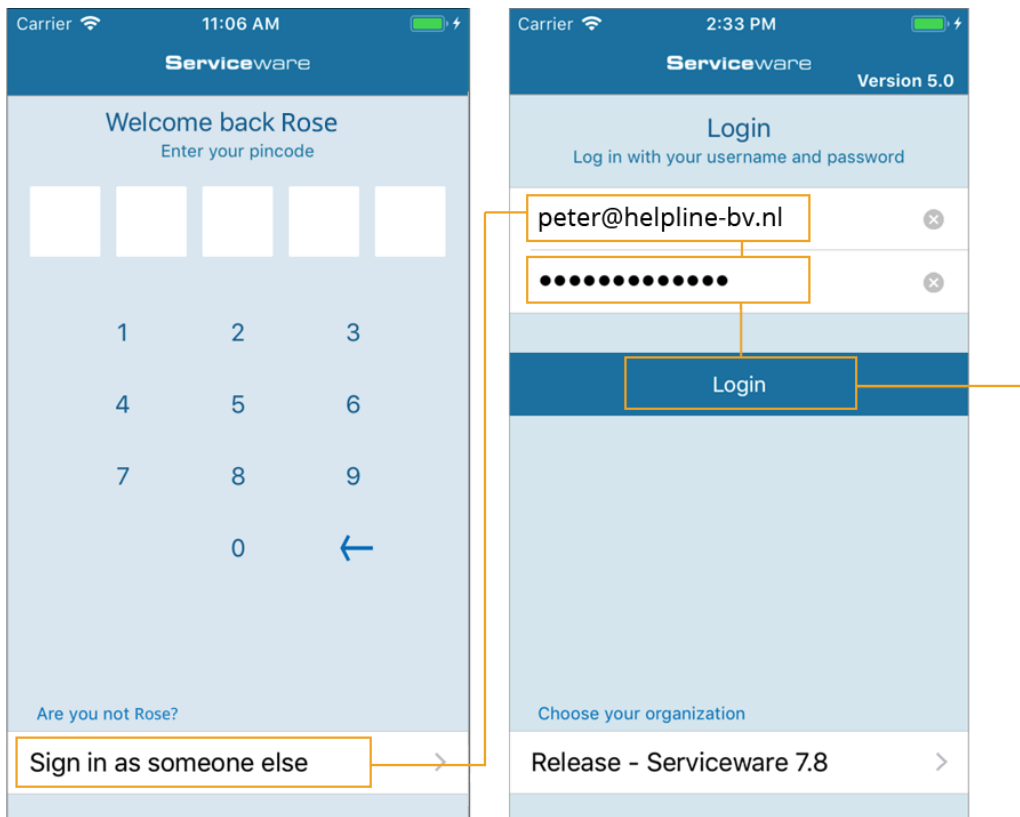 Carrier 11:06 AM
Serviceware
Welcome back Rose
Enter your pincode
1 2 3
4 5 6
7 8 9
0
Are you not Rose?
Sign in as someone else
Carrier 2:33 PM
Serviceware
Version 5.0
Login
Log in with your username and password
peter@helpline-bv.nl
●●●●●●●●●●●●●
Login
Choose your organization
Release - Serviceware 7.8